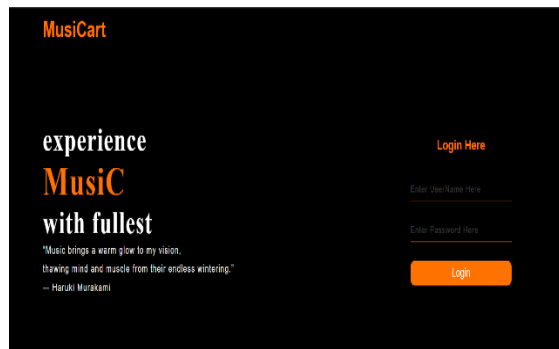 MusiCart
experience
MusiC
with fullest
"Music brings a warm glow to my vision,
thawing mind and muscle from their endless wintering."
— Haruki Murakami
Login Here
Enter UserName Here
Enter Password Here
Login